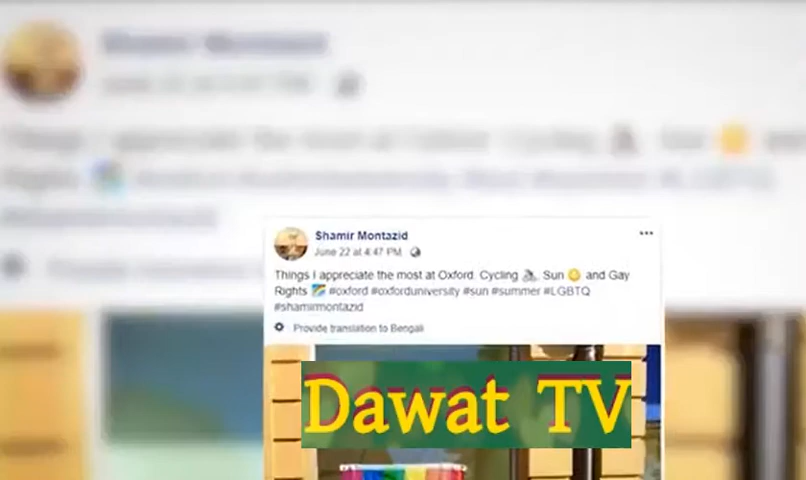 Shamir Montazid
June 22 at 4:47 PM
Things I appreciate the most at Oxford. Cycling 🚴 Sun 🌞 and Gay
Rights #oxford #oxforduniversity #sun #summer #LGBTQ
#shamirmontazid
Provide translation to Bengali
Dawat TV